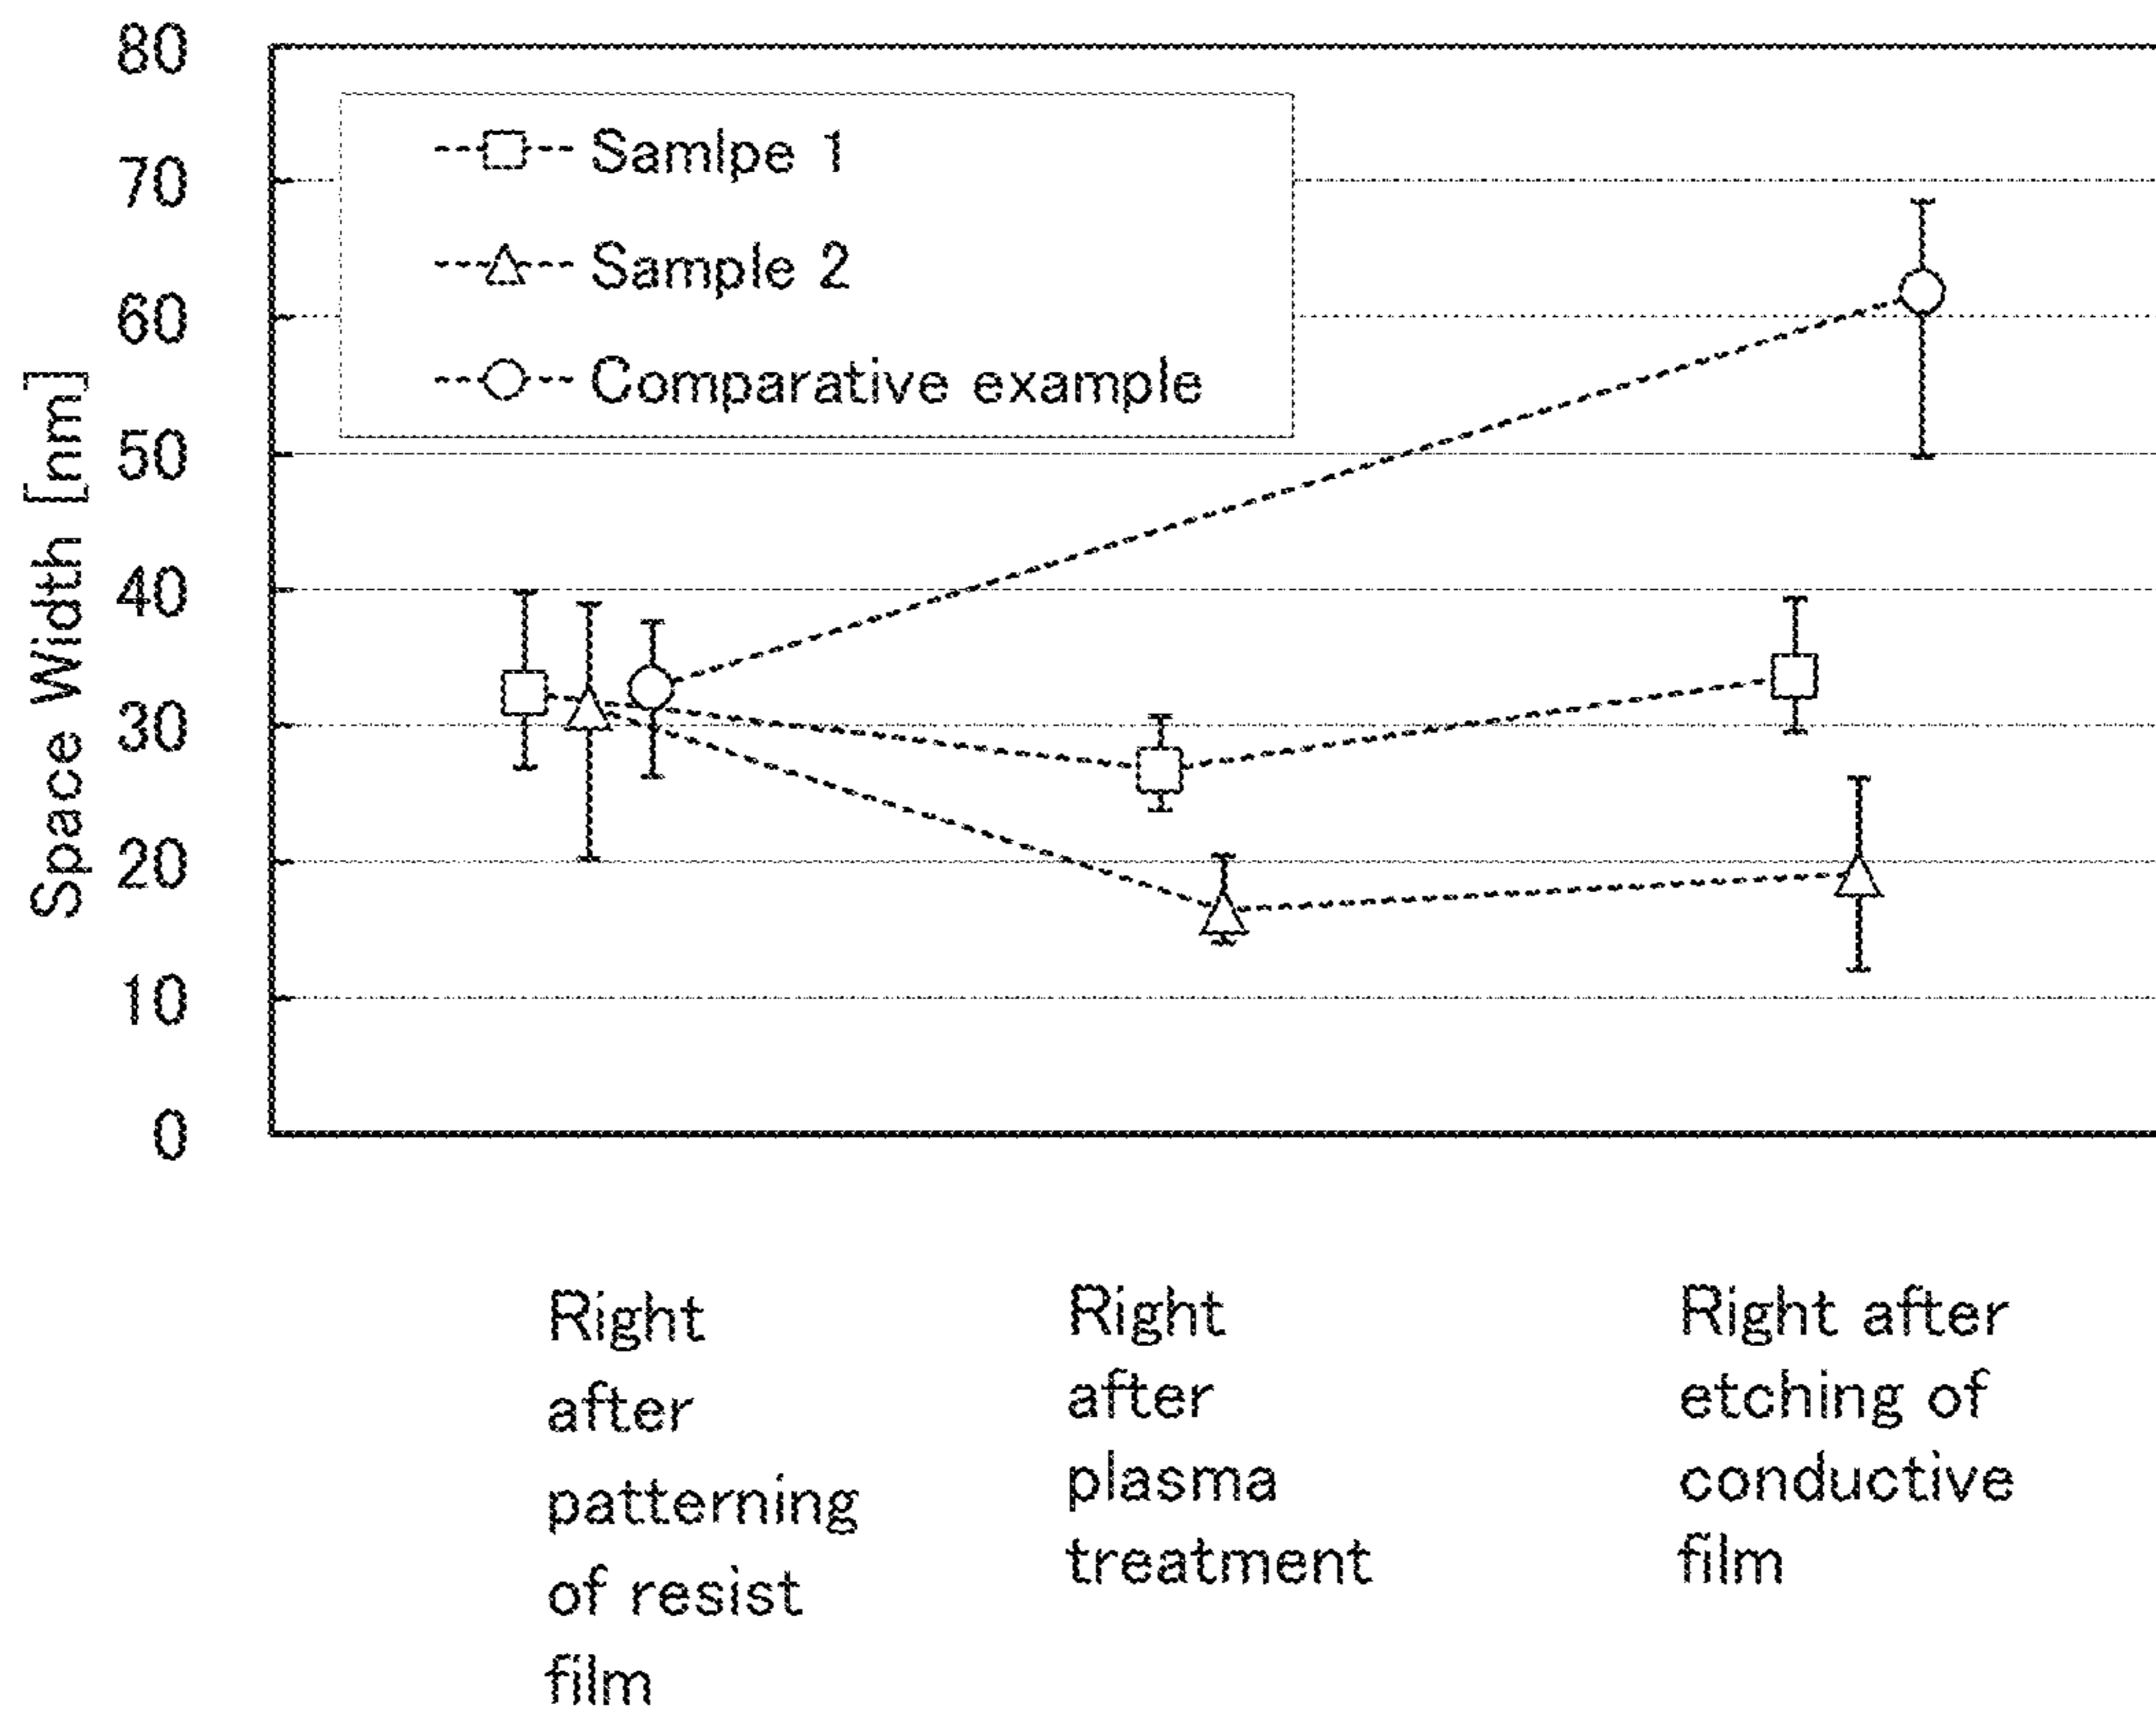 80
70
60
50
40
30
20
10
0
Space Width [nm]
Samlpe 1
Sample 2
Comparative example
Right
after
patterning
of resist
film
Right
after
plasma
treatment
Right after
etching of
conductive
film